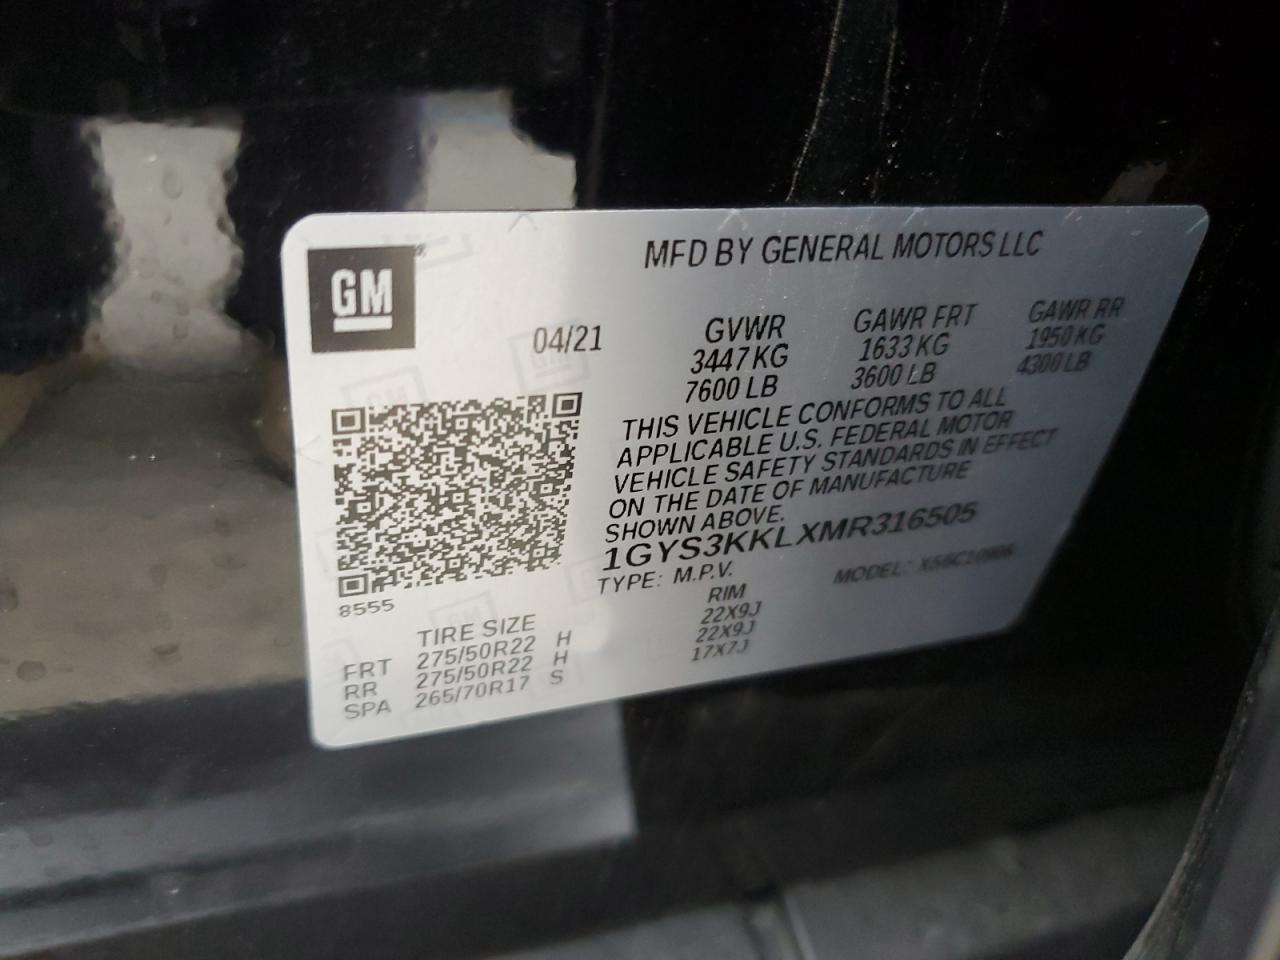 GM
MFD BY GENERAL MOTORS LLC
04/21
GVWR GAWR FRT GAWR RR
3447 KG 1633 KG 1950 KG
7600 LB 3600 LB 4300 LB
THIS VEHICLE CONFORMS TO ALL
APPLICABLE U.S. FEDERAL MOTOR
VEHICLE SAFETY STANDARDS IN EFFECT
ON THE DATE OF MANUFACTURE
SHOWN ABOVE.
1GYS3KKLXMR316505
TYPE: M.P.V. MODEL:
8555
TIRE SIZE RIM
FRT 275/50R22 H 22X9J
RR 275/50R22 H 22X9J
SPA 265/70R17 S 17X7J